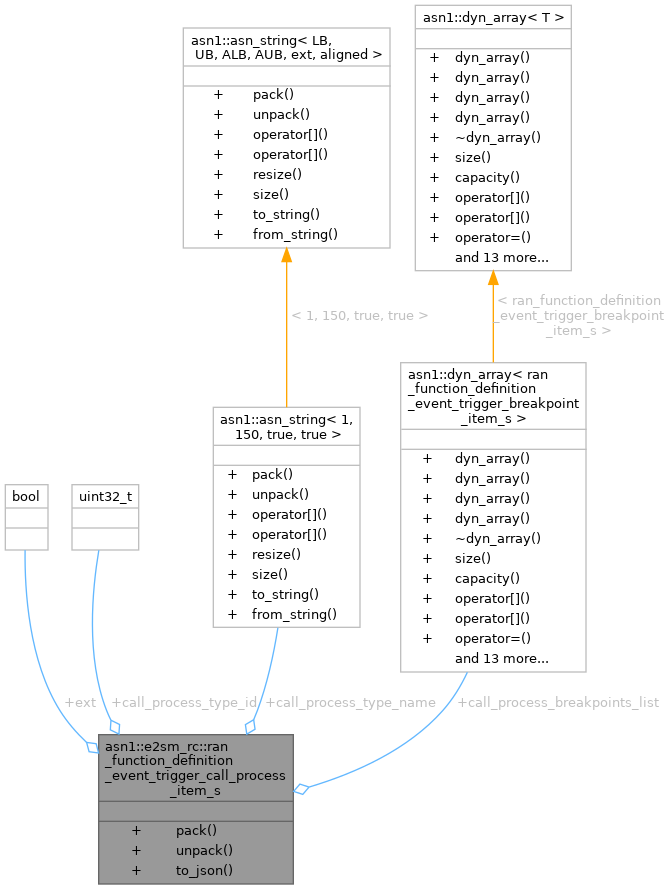 asn1::dyn_array< T >
+ dyn_array()
+ dyn_array()
+ dyn_array()
+ dyn_array()
+ ~dyn_array()
+ size()
+ capacity()
+ operator[]()
+ operator[]()
+ operator=()
and 13 more...
asn1::asn_string< LB,
UB, ALB, AUB, ext, aligned >
+ pack()
+ unpack()
+ operator[]()
+ operator[]()
+ resize()
+ size()
+ to_string()
+ from_string()
< 1, 150, true, true >
< ran_function_definition
_event_trigger_breakpoint
_item_s >
asn1::dyn_array< ran
_function_definition
_event_trigger_breakpoint
_item_s >
+ dyn_array()
+ dyn_array()
+ dyn_array()
+ dyn_array()
+ ~dyn_array()
+ size()
+ capacity()
+ operator[]()
+ operator[]()
+ operator=()
and 13 more...
asn1::asn_string< 1,
150, true, true >
+ pack()
+ unpack()
+ operator[]()
+ operator[]()
+ resize()
+ size()
+ to_string()
+ from_string()
bool
uint32_t
+ext
+call_process_type_id
+call_process_type_name
+call_process_breakpoints_list
asn1::e2sm_rc::ran
_function_definition
_event_trigger_call_process
_item_s
+ pack()
+ unpack()
+ to_json()